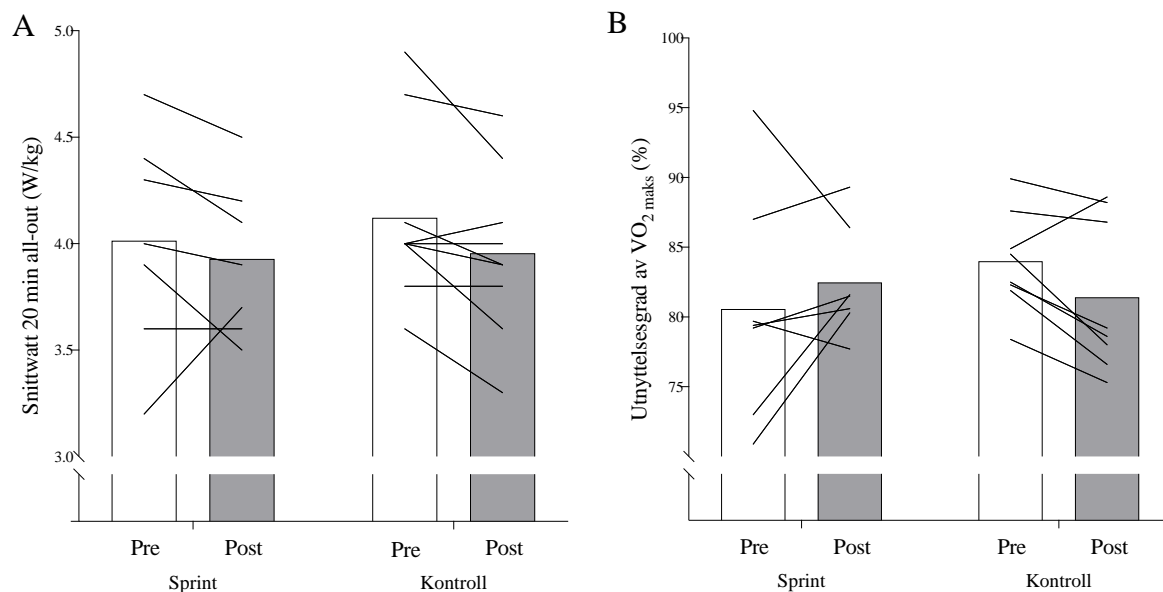 A
Snittwatt 20 min all-out (W/kg)
5.0
4.5
4.0
3.5
3.0
Pre Post Pre Post
Sprint Kontroll
B
Utnyttelsesgrad av VO2 maks (%)
100
95
90
85
80
75
Pre Post Pre Post
Sprint Kontroll